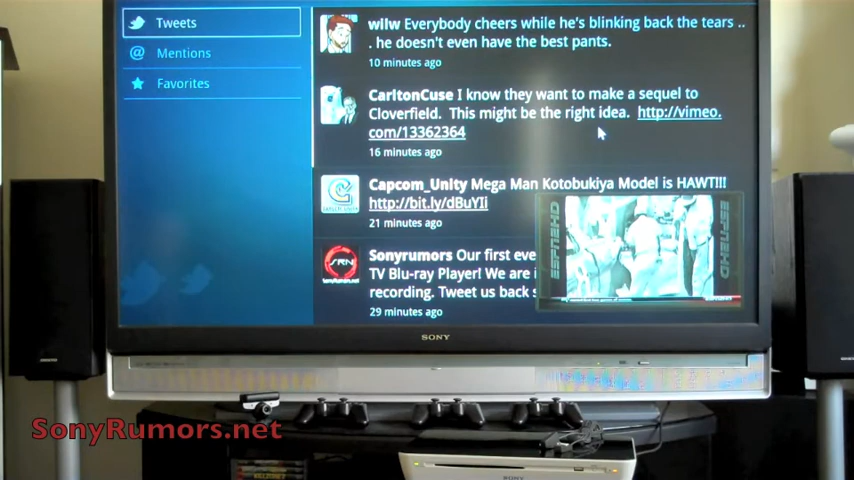 Tweets
@ Mentions
Favorites
wilw Everybody cheers while he's blinking back the tears ..
. he doesn't even have the best pants.
10 minutes ago
CarltonCuse I know they want to make a sequel to
Cloverfield. This might be the right idea. http://vimeo.
com/13362364
16 minutes ago
Capcom_Unity Mega Man Kotobukiya Model is HAWT!!!
http://bit.ly/dBuYIi
21 minutes ago
ESPNEHD
ESPNEHD
SRN
SonyRumors.net
Sonyrumors Our first eve
TV Blu-ray Player! We are i
recording. Tweet us back s
29 minutes ago
SONY
SonyRumors.net
SONY